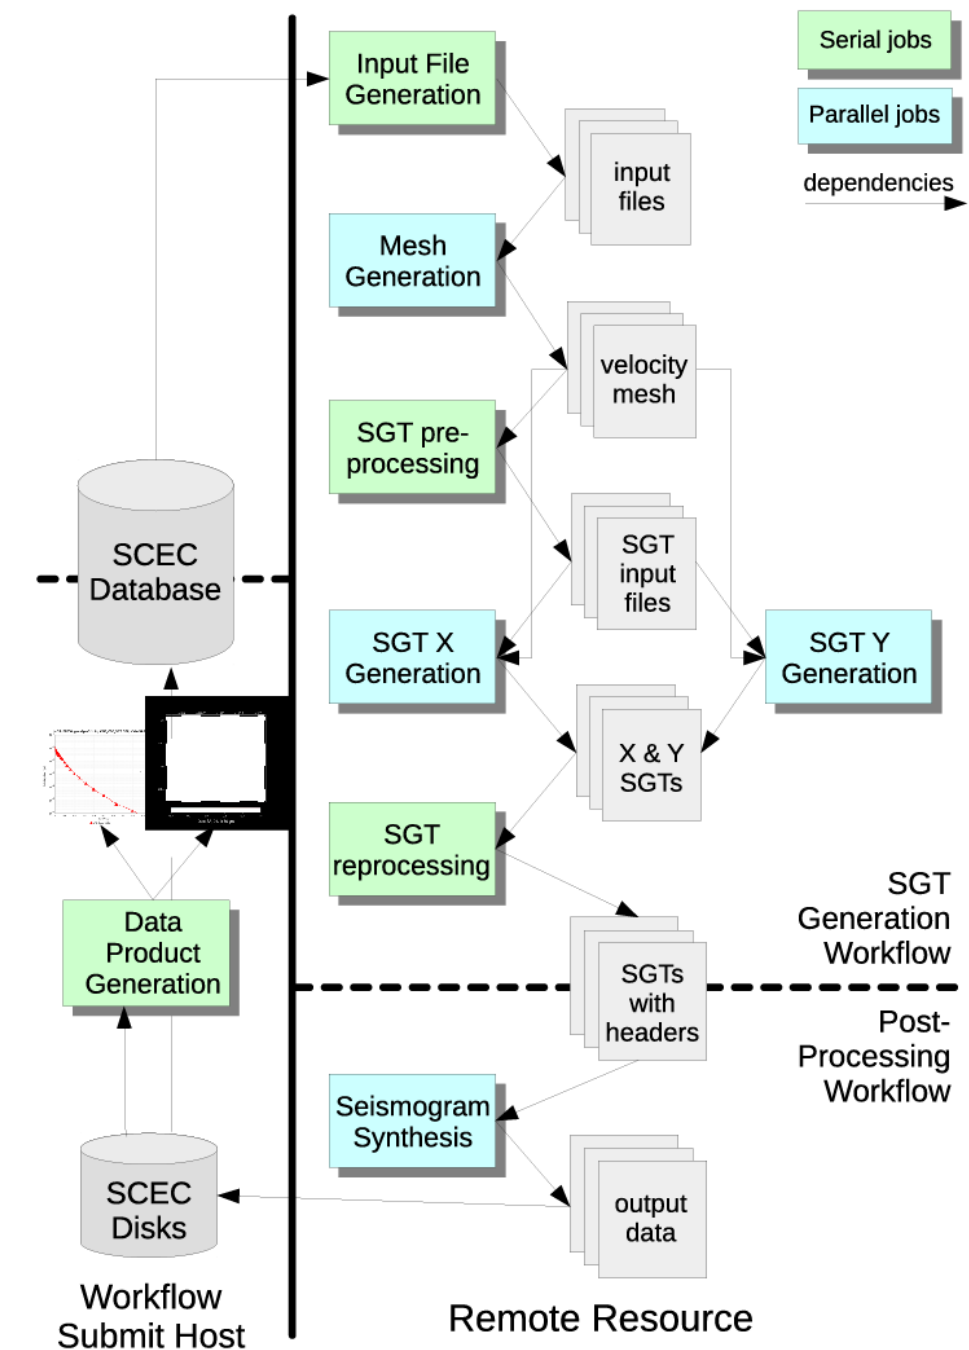 Input File
Generation
Serial jobs
Parallel jobs
dependencies
input
files
Mesh
Generation
velocity
mesh
SGT pre-
processing
SCEC
Database
SGT
input
files
SGT X
Generation
SGT Y
Generation
X & Y
SGTs
SGT
reprocessing
SGT
Generation
Workflow
Data
Product
Generation
SGTs
with
headers
Post-
Processing
Workflow
Seismogram
Synthesis
SCEC
Disks
output
data
Workflow
Submit Host
Remote Resource